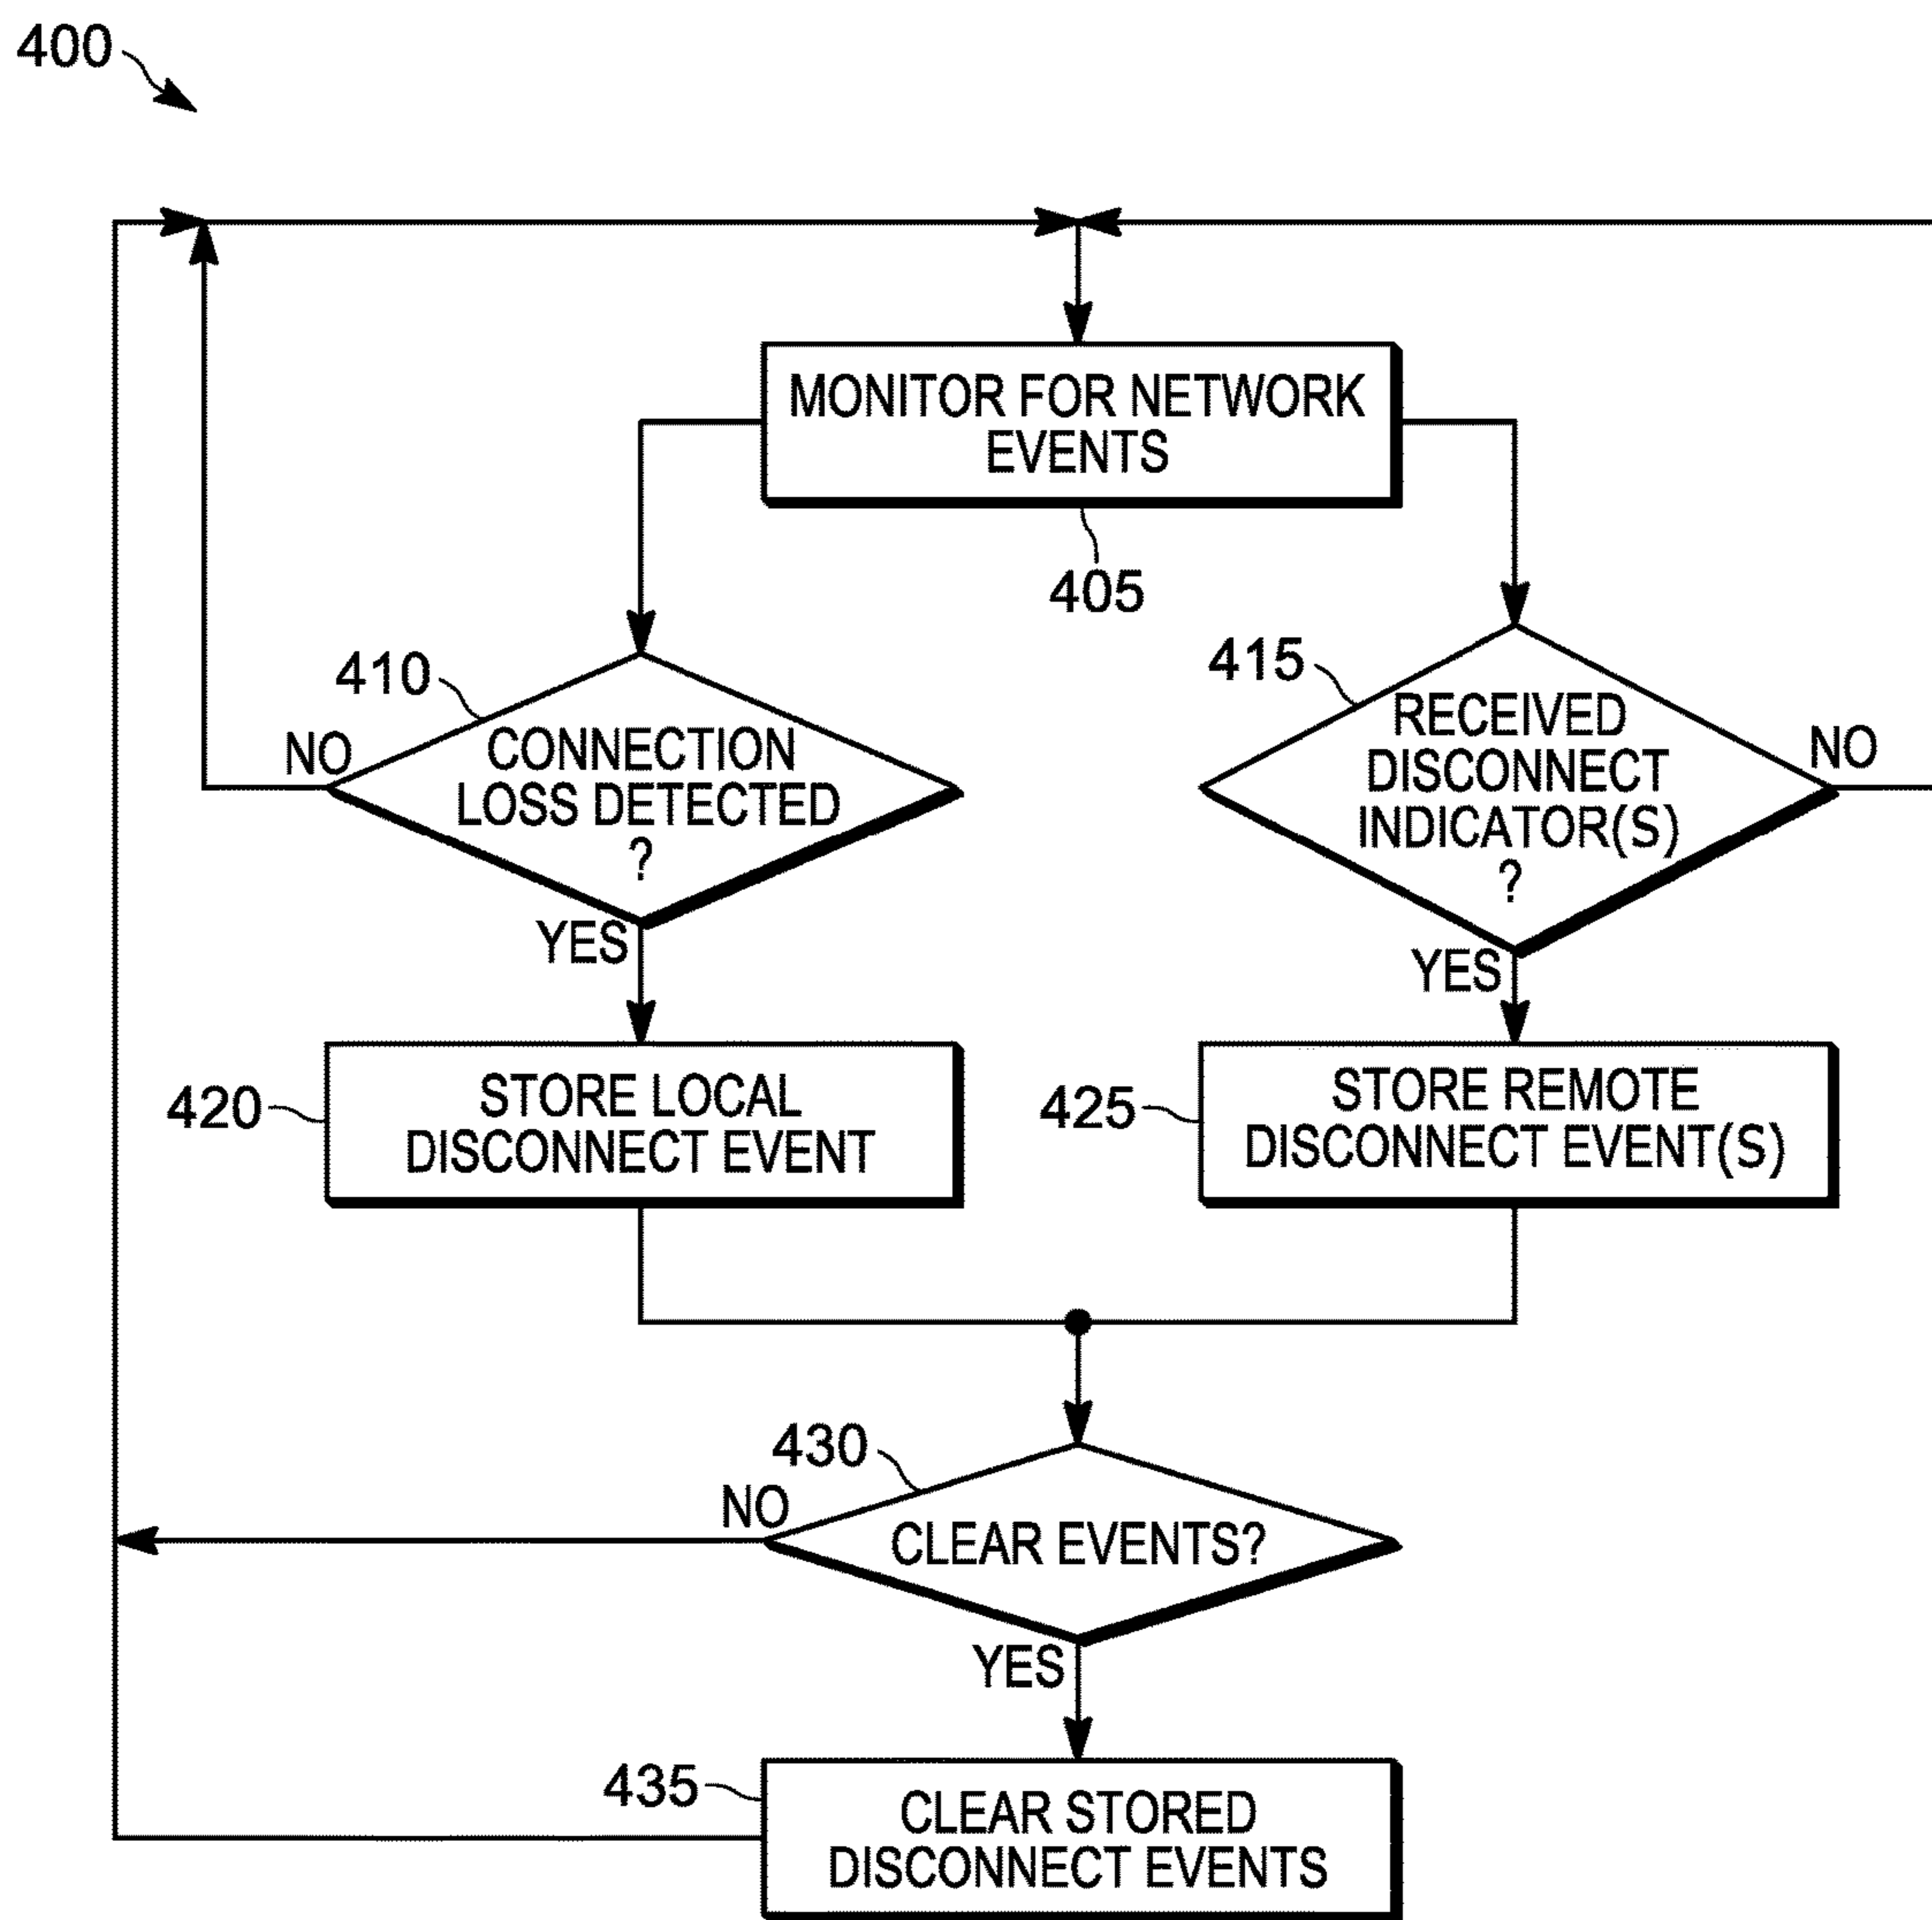 400
MONITOR FOR NETWORK
EVENTS
405
410
CONNECTION
LOSS DETECTED
?
NO
YES
415
RECEIVED
DISCONNECT
INDICATOR(S)
?
NO
YES
420
STORE LOCAL
DISCONNECT EVENT
425
STORE REMOTE
DISCONNECT EVENT(S)
430
NO
CLEAR EVENTS?
YES
435
CLEAR STORED
DISCONNECT EVENTS